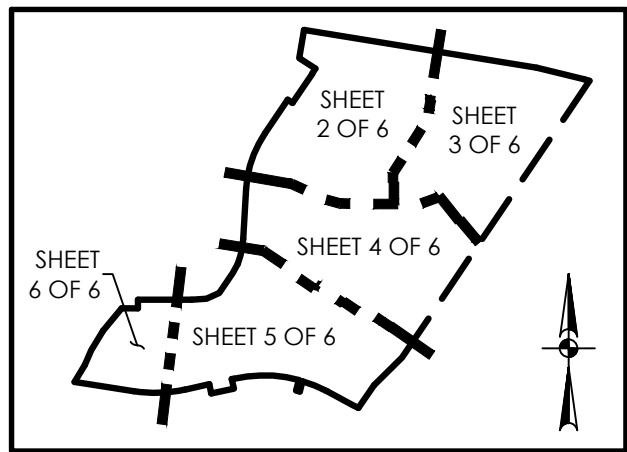 SHEET
2 OF 6
SHEET
3 OF 6
SHEET 4 OF 6
SHEET
6 OF 6
SHEET 5 OF 6